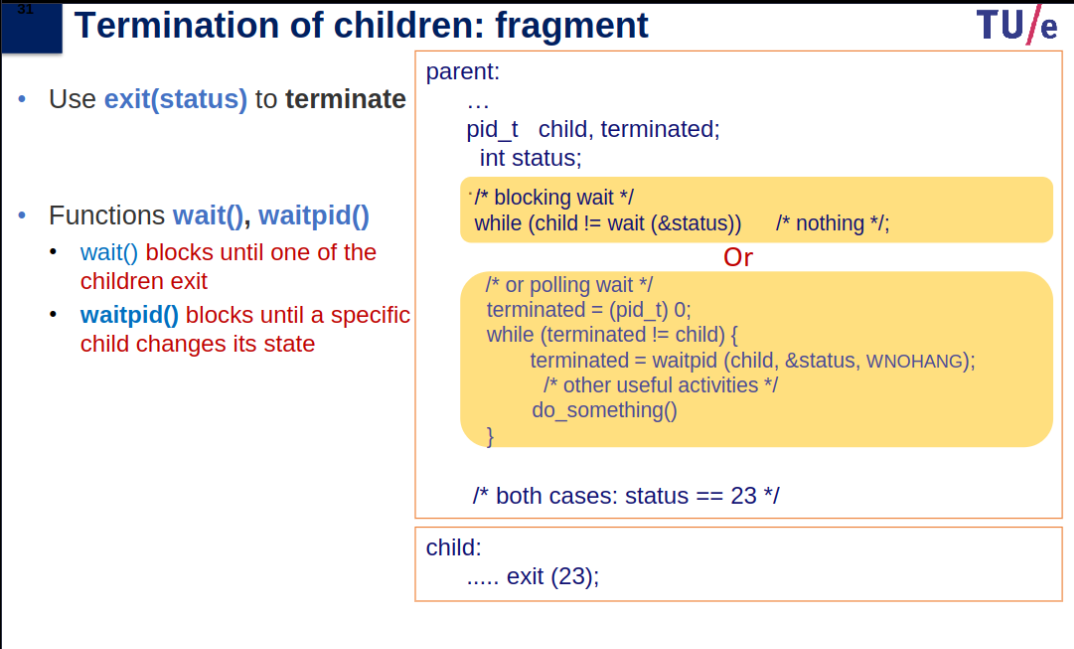 31
Termination of children: fragment
TU/e
• Use exit(status) to terminate
• Functions wait(), waitpid()
• wait() blocks until one of the
children exit
• waitpid() blocks until a specific
child changes its state
parent:
…
pid_t child, terminated;
int status;
/* blocking wait */
while (child != wait (&status)) /* nothing */;
Or
/* or polling wait */
terminated = (pid_t) 0;
while (terminated != child) {
terminated = waitpid (child, &status, WNOHANG);
/* other useful activities */
do_something()
}
/* both cases: status == 23 */
child:
..... exit (23);